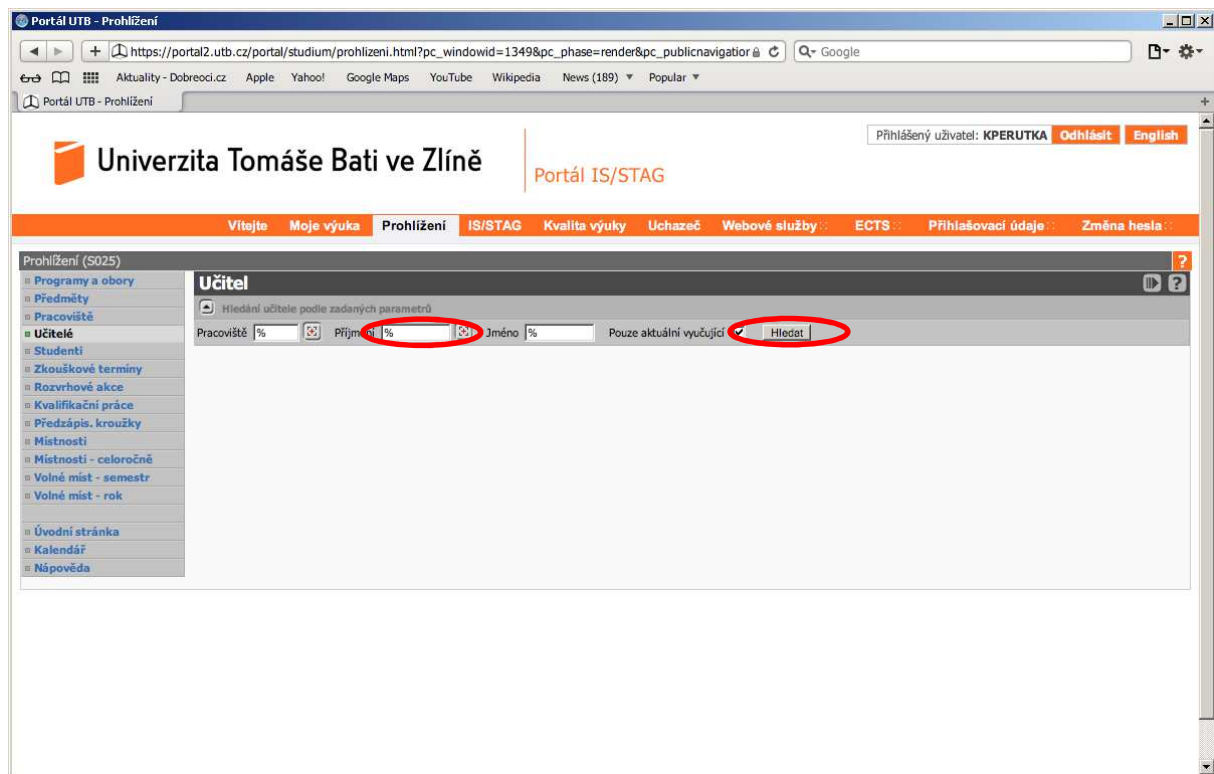 Portál UTB - Prohlížení
https://portal2.utb.cz/portal/studium/prohlizeni.html?pc_windowid=1349&pc_phase=render&pc_publicnavigation
Google
Aktuality - Dobreoci.cz Apple Yahoo! Google Maps YouTube Wikipedia News (189) Popular
Portál UTB - Prohlížení
Přihlášený uživatel: KPERUTKA Odhlásit English
Univerzita Tomáše Bati ve Zlíně
Portál IS/STAG
Vítejte Moje výuka Prohlížení IS/STAG Kvalita výuky Uchazeč Webové služby ECTS Přihlašovací údaje Změna hesla
Prohlížení (S025) ?
Programy a obory
Předměty
Pracoviště
Učitelé
Studenti
Zkouškové termíny
Rozvrhové akce
Kvalifikační práce
Předzápis. kroužky
Místnosti
Místnosti - celoročně
Volné míst - semestr
Volné míst - rok
Úvodní stránka
Kalendář
Nápověda
Učitel ?
Hledání učitele podle zadaných parametrů
Pracoviště % Příjmení % Jméno % Pouze aktuální vyučující Hledat